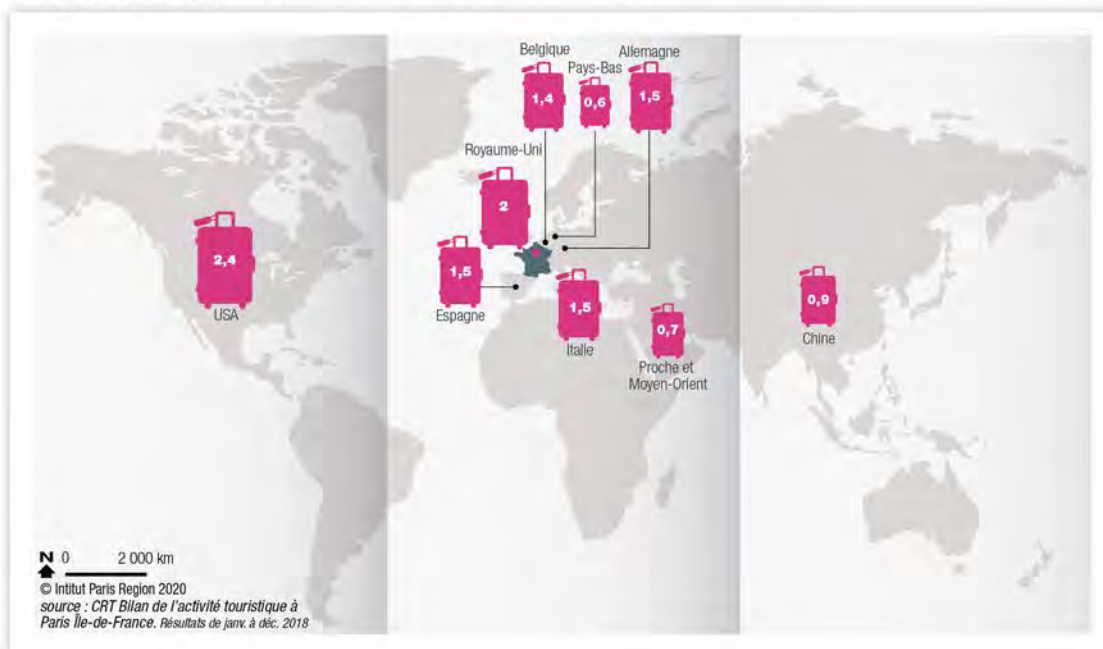 Belgique
1,4
Pays-Bas
0,6
Allemagne
1,5
Royaume-Uni
2
2,4
USA
1,5
Espagne
1,5
Italie
0,7
Proche et
Moyen-Orient
0,9
Chine
N 0 2 000 km
© Intitut Paris Region 2020
source : CRT Bilan de l'activité touristique à
Paris Île-de-France. Résultats de janv. à déc. 2018